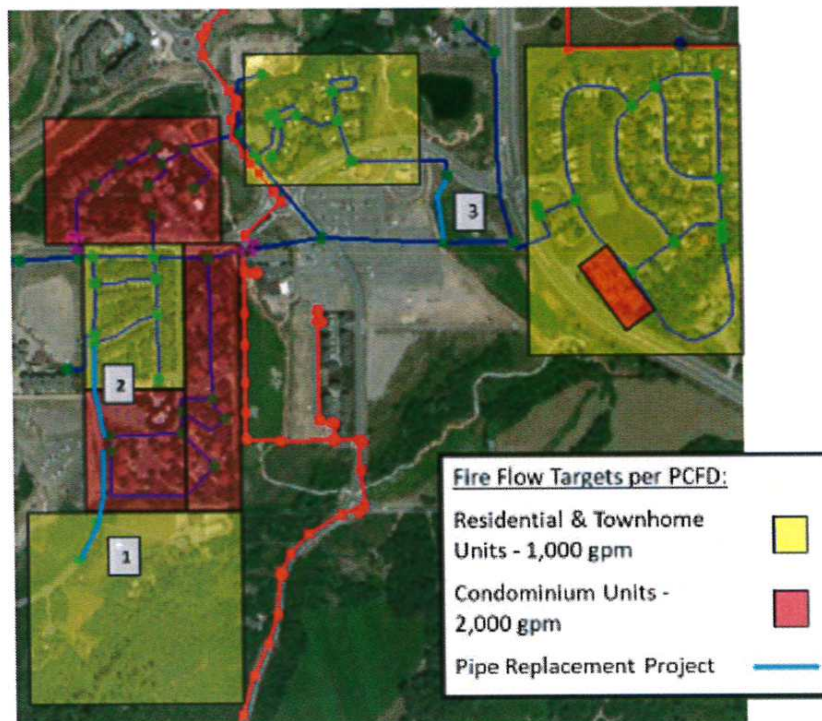 3
2
1
Fire Flow Targets per PCFD:
Residential & Townhome
Units - 1,000 gpm
Condominium Units -
2,000 gpm
Pipe Replacement Project